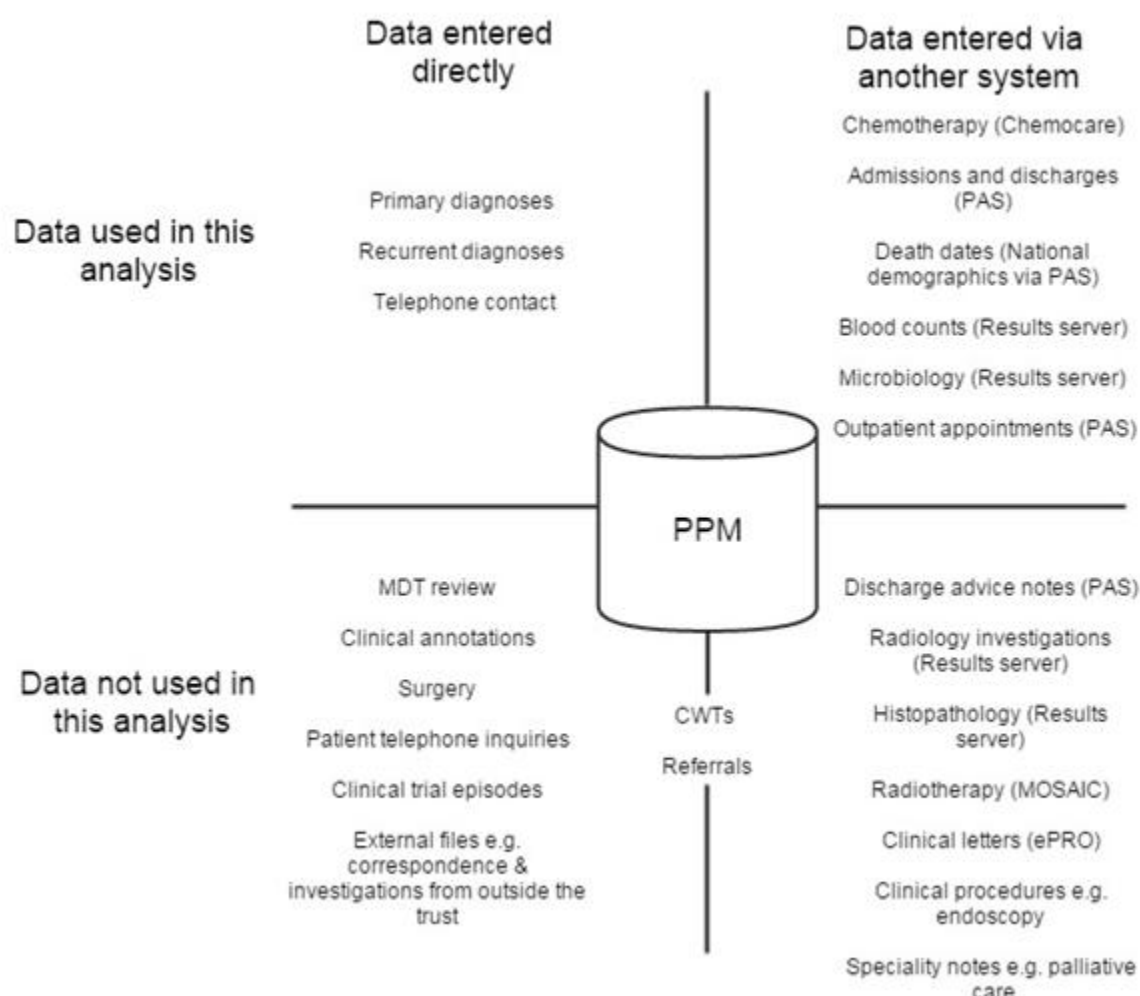 Data entered
directly
Data entered via
another system
Data used in this
analysis
Primary diagnoses
Recurrent diagnoses
Telephone contact
Chemotherapy (Chemocare)
Admissions and discharges
(PAS)
Death dates (National
demographics via PAS)
Blood counts (Results server)
Microbiology (Results server)
Outpatient appointments (PAS)
PPM
Data not used in
this analysis
MDT review
Clinical annotations
Surgery
Patient telephone inquiries
Clinical trial episodes
External files e.g.
correspondence &
investigations from outside the
trust
CWTs
Referrals
Discharge advice notes (PAS)
Radiology investigations
(Results server)
Histopathology (Results
server)
Radiotherapy (MOSAIC)
Clinical letters (ePRO)
Clinical procedures e.g.
endoscopy
Speciality notes e.g. palliative
care